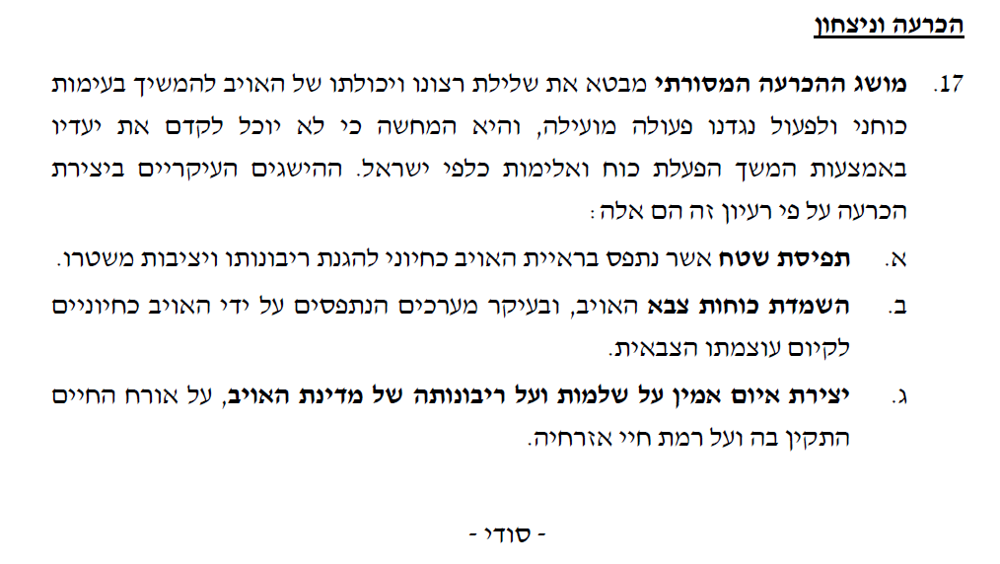 הכרעה וניצחון
17. מושג ההכרעה המסורתי מבטא את שלילת רצונו ויכולתו של האויב להמשיך בעימות
כוחני ולפעול נגדנו פעולה מועילה, והיא המחשה כי לא יוכל לקדם את יעדיו
באמצעות המשך הפעלת כוח ואלימות כלפי ישראל. ההישגים העיקריים ביצירת
הכרעה על פי רעיון זה הם אלה:
א. תפיסת שטח אשר נתפס בראיית האויב כחיוני להגנת ריבונותו ויציבות משטרו.
ב. השמדת כוחות צבא האויב, ובעיקר מערכים הנתפסים על ידי האויב כחיוניים
לקיום עוצמתו הצבאית.
ג. יצירת איום אמין על שלמות ועל ריבונותה של מדינת האויב, על אורח החיים
התקין בה ועל רמת חיי אזרחיה.
- סודי -